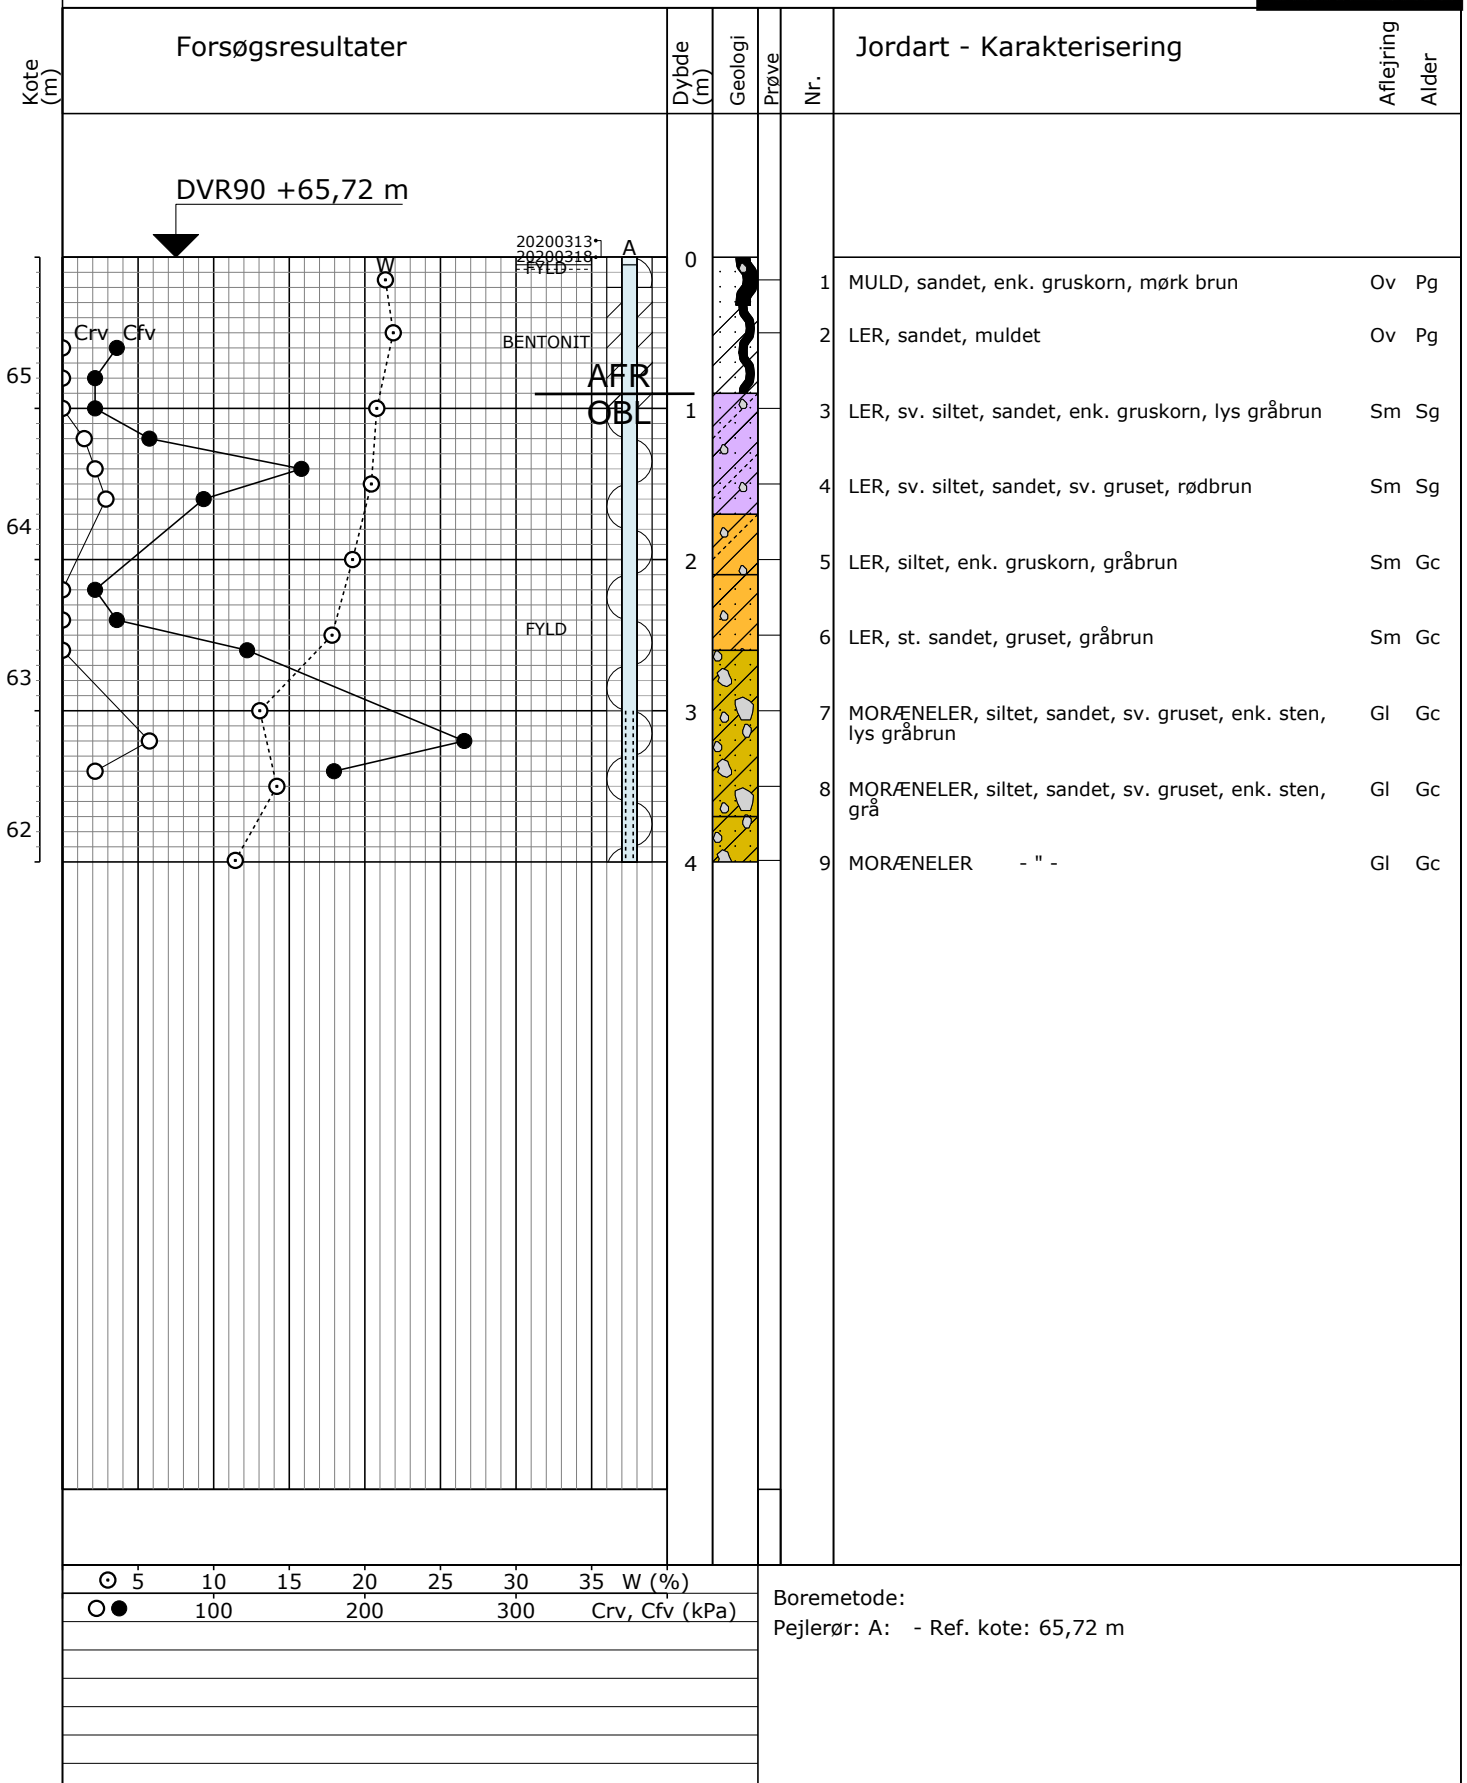 Kote (m)
Forsøgsresultater
Dybde (m)
Geologi
Prøve
Nr.
Jordart - Karakterisering
Aflejring
Alder
DVR90 +65,72 m
20200313
20200318
FYLD
A
W
0
1 MULD, sandet, enk. gruskorn, mørk brun Ov Pg
Crv Cfv
BENTONIT
2 LER, sandet, muldet Ov Pg
65
AFR
OBL
1
3 LER, sv. siltet, sandet, enk. gruskorn, lys gråbrun Sm Sg
4 LER, sv. siltet, sandet, sv. gruset, rødbrun Sm Sg
64
2
5 LER, siltet, enk. gruskorn, gråbrun Sm Gc
FYLD
6 LER, st. sandet, gruset, gråbrun Sm Gc
63
3
7 MORÆNELER, siltet, sandet, sv. gruset, enk. sten, Gl Gc
lys gråbrun
8 MORÆNELER, siltet, sandet, sv. gruset, enk. sten, Gl Gc
grå
62
4
9 MORÆNELER - " - Gl Gc
5 10 15 20 25 30 35 W (%)
100 200 300 Crv, Cfv (kPa)
Boremetode:
Pejlerør: A: - Ref. kote: 65,72 m